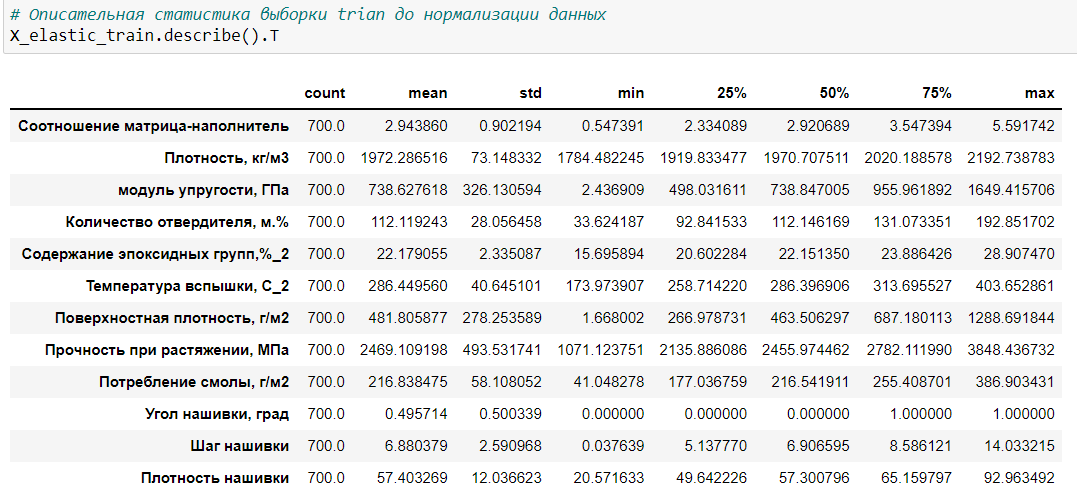 # Описательная статистика выборки trian до нормализации данных
X_elastic_train.describe().T
count mean std min 25% 50% 75% max
Соотношение матрица-наполнитель 700.0 2.943860 0.902194 0.547391 2.334089 2.920689 3.547394 5.591742
Плотность, кг/м3 700.0 1972.286516 73.148332 1784.482245 1919.833477 1970.707511 2020.188578 2192.738783
модуль упругости, ГПа 700.0 738.627618 326.130594 2.436909 498.031611 738.847005 955.961892 1649.415706
Количество отвердителя, м.% 700.0 112.119243 28.056458 33.624187 92.841533 112.146169 131.073351 192.851702
Содержание эпоксидных групп,%_2 700.0 22.179055 2.335087 15.695894 20.602284 22.151350 23.886426 28.907470
Температура вспышки, С_2 700.0 286.449560 40.645101 173.973907 258.714220 286.396906 313.695527 403.652861
Поверхностная плотность, г/м2 700.0 481.805877 278.253589 1.668002 266.978731 463.506297 687.180113 1288.691844
Прочность при растяжении, МПа 700.0 2469.109198 493.531741 1071.123751 2135.886086 2455.974462 2782.111990 3848.436732
Потребление смолы, г/м2 700.0 216.838475 58.108052 41.048278 177.036759 216.541911 255.408701 386.903431
Угол нашивки, град 700.0 0.495714 0.500339 0.000000 0.000000 0.000000 1.000000 1.000000
Шаг нашивки 700.0 6.880379 2.590968 0.037639 5.137770 6.906595 8.586121 14.033215
Плотность нашивки 700.0 57.403269 12.036623 20.571633 49.642226 57.300796 65.159797 92.963492